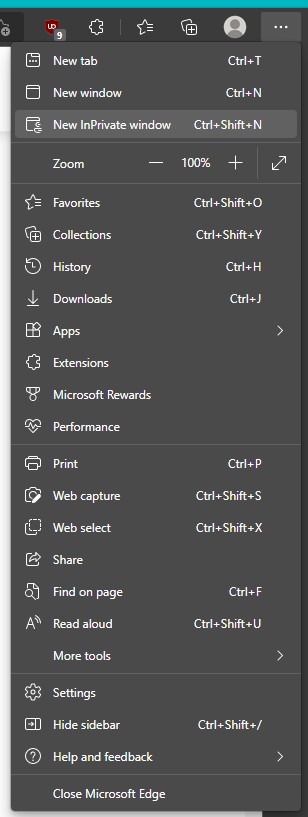 UO
9
New tab Ctrl+T
New window Ctrl+N
New InPrivate window Ctrl+Shift+N
Zoom — 100% +
Favorites Ctrl+Shift+O
Collections Ctrl+Shift+Y
History Ctrl+H
Downloads Ctrl+J
Apps
Extensions
Microsoft Rewards
Performance
Print Ctrl+P
Web capture Ctrl+Shift+S
Web select Ctrl+Shift+X
Share
Find on page Ctrl+F
Read aloud Ctrl+Shift+U
More tools
Settings
Hide sidebar Ctrl+Shift+/
Help and feedback
Close Microsoft Edge